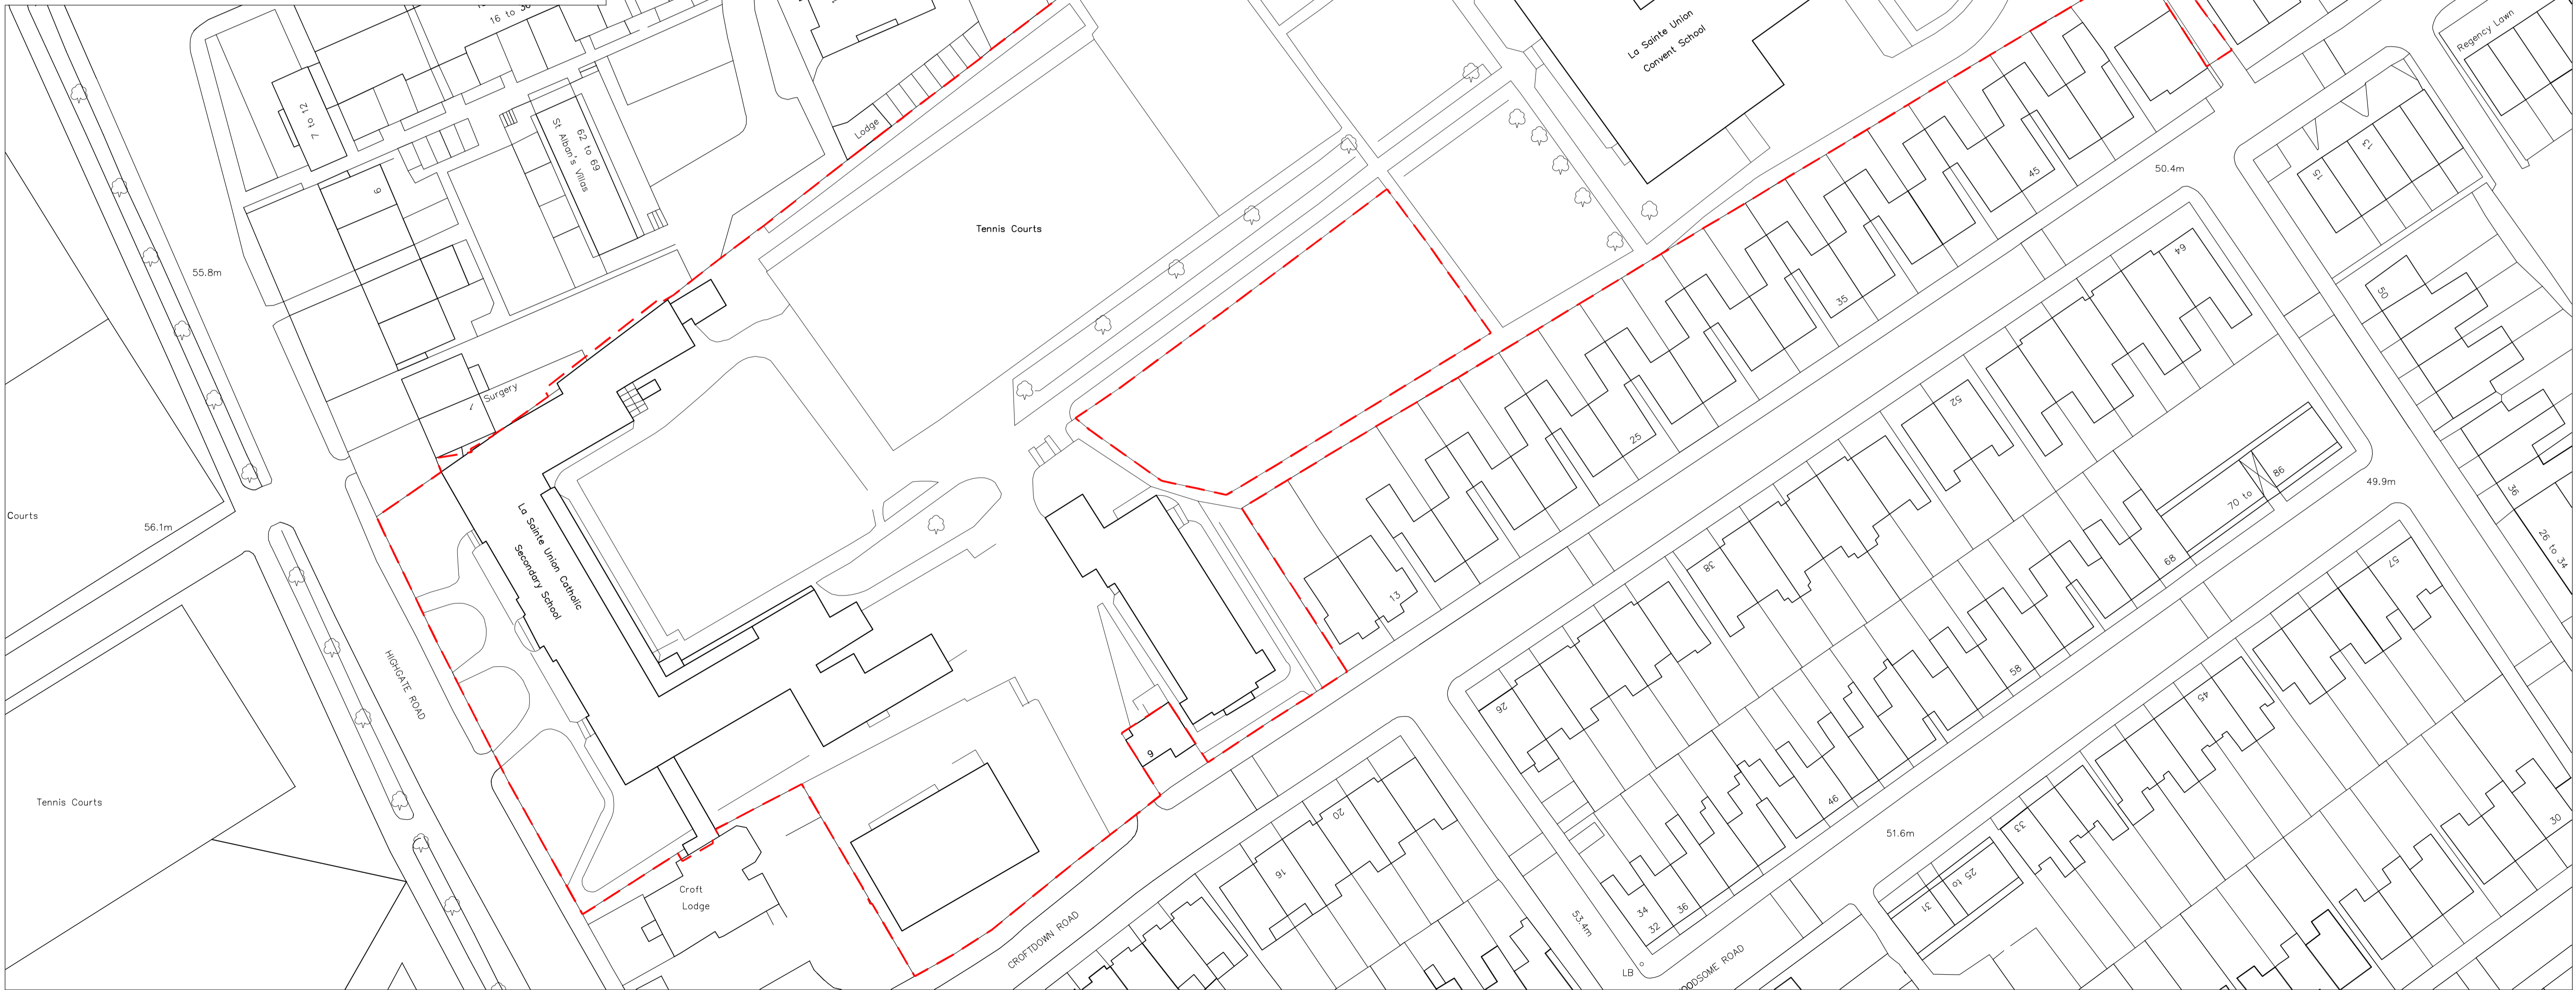 16 to 30
7 to 12
62 to 69
St Alban's Villas
6
Lodge
La Sainte Union
Convent School
Regency Lawn
Tennis Courts
55.8m
50.4m
45
13
15
64
50
35
Surgery
25
52
Courts
56.1m
La Sainte Union Catholic
Secondary School
13
38
70 to
86
49.9m
36
26 to 34
57
68
HIGHGATE ROAD
26
58
45
9
Tennis Courts
46
51.6m
33
30
20
16
Croft
Lodge
CROFTDOWN ROAD
34
32
36
53.4m
LB
OODSOME ROAD
25 to
31